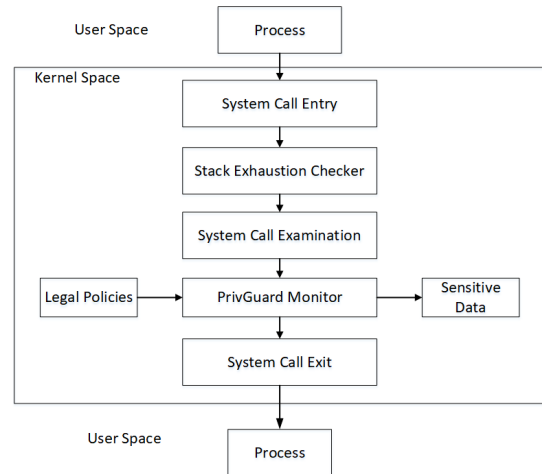 User Space
Process
Kernel Space
System Call Entry
Stack Exhaustion Checker
System Call Examination
Legal Policies
PrivGuard Monitor
Sensitive
Data
System Call Exit
User Space
Process